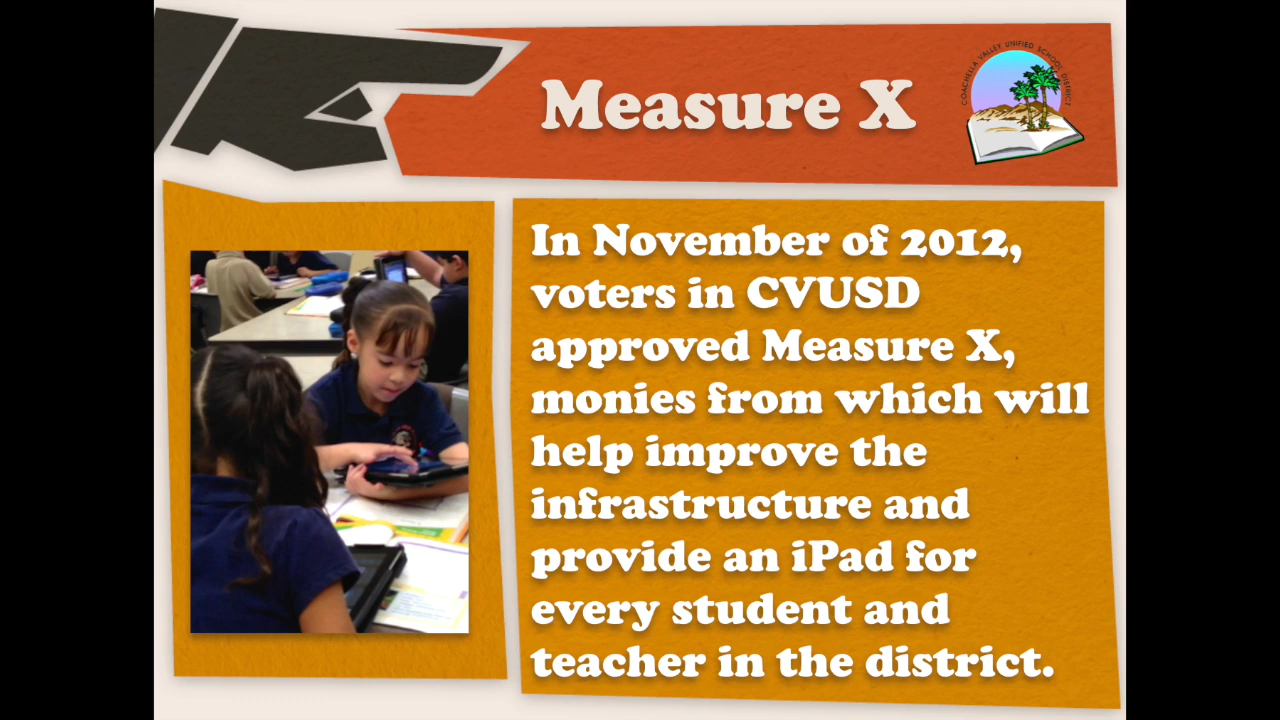 Measure X
COACHELLA VALLEY UNIFIED SCHOOL DISTRICT
In November of 2012,
voters in CVUSD
approved Measure X,
monies from which will
help improve the
infrastructure and
provide an iPad for
every student and
teacher in the district.